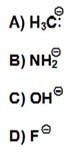 A) H₃C:⊖
B) NH₂⊖
C) OH⊖
D) F⊖